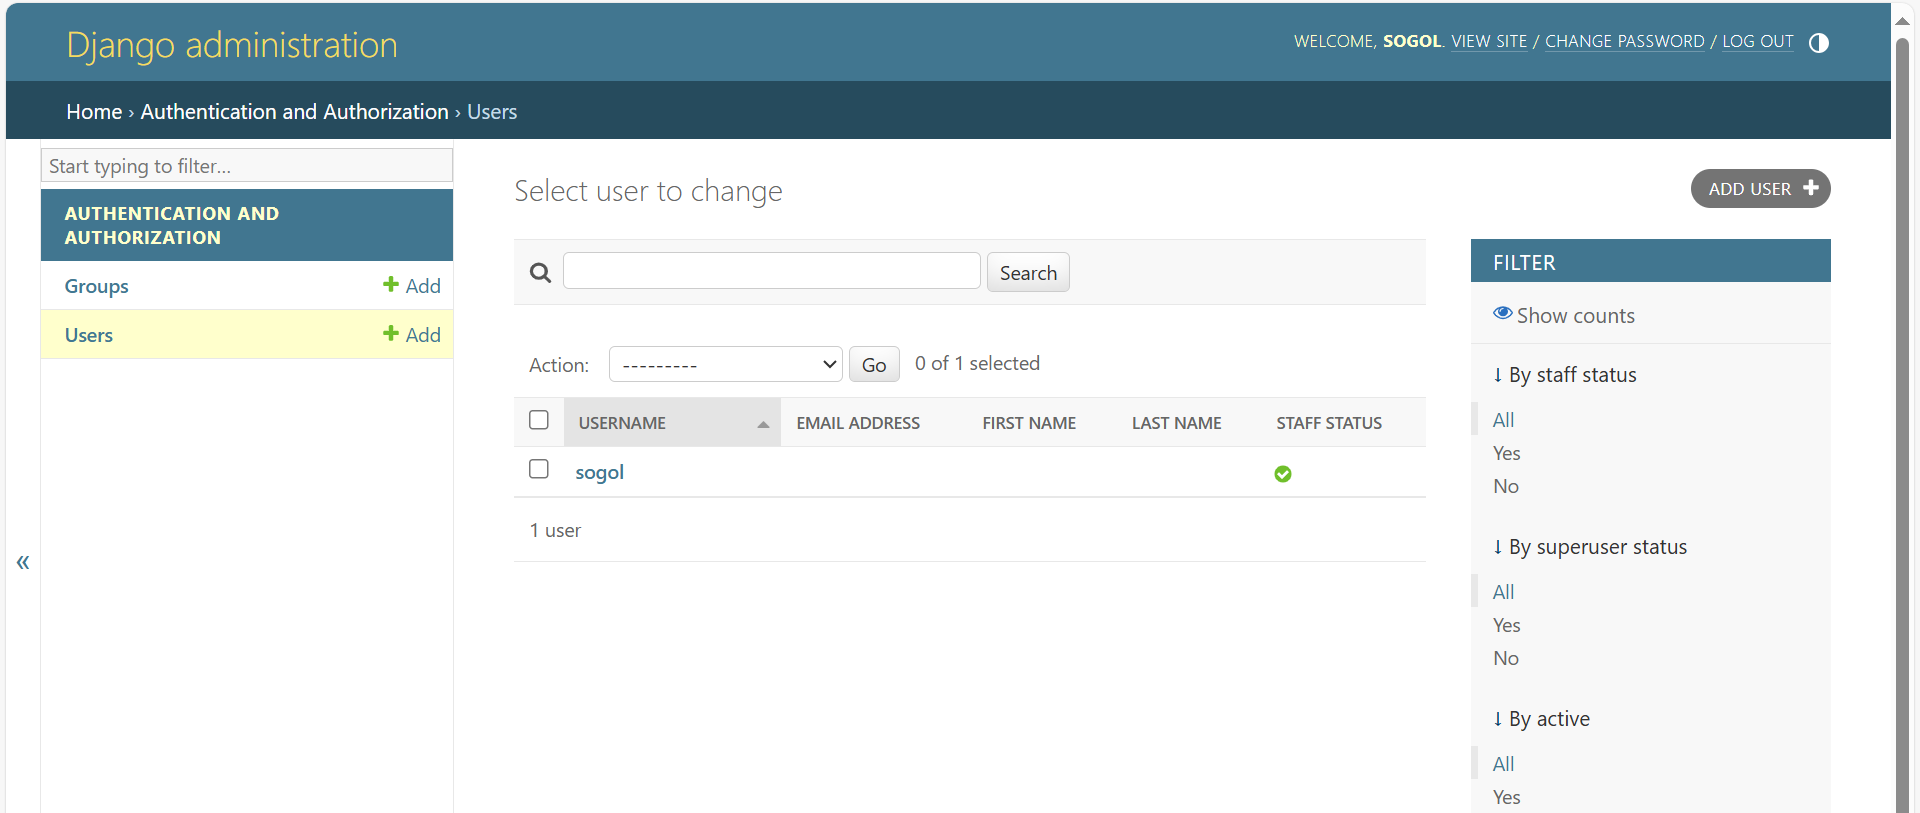 Django administration
WELCOME, SOGOL. VIEW SITE / CHANGE PASSWORD / LOG OUT
Home › Authentication and Authorization › Users
Start typing to filter...
AUTHENTICATION AND
AUTHORIZATION
Groups + Add
Users + Add
«
Select user to change
ADD USER +
Search
Action: --------- Go 0 of 1 selected
USERNAME EMAIL ADDRESS FIRST NAME LAST NAME STAFF STATUS
sogol
1 user
FILTER
Show counts
↓ By staff status
All
Yes
No
↓ By superuser status
All
Yes
No
↓ By active
All
Yes